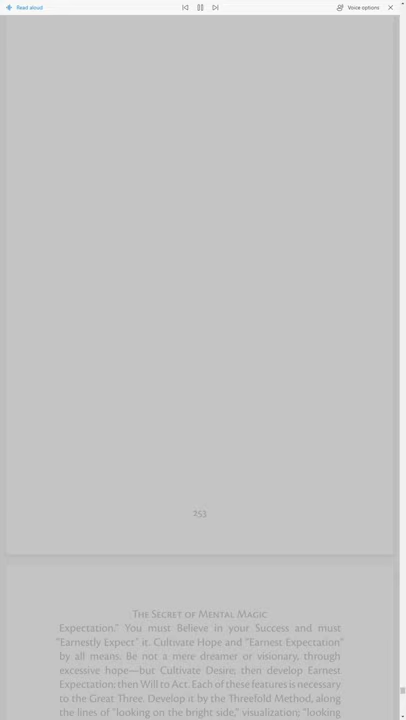 Read aloud
Voice options
253
The Secret of Mental Magic
Expectation." You must Believe in your Success and must
"Earnestly Expect" it. Cultivate Hope and "Earnest Expectation"
by all means. Be not a mere dreamer or visionary, through
excessive hope—but Cultivate Desire; then develop Earnest
Expectation; then Will to Act. Each of these features is necessary
to the Great Three. Develop it by the Threefold Method, along
the lines of "looking on the bright side," visualization; "looking